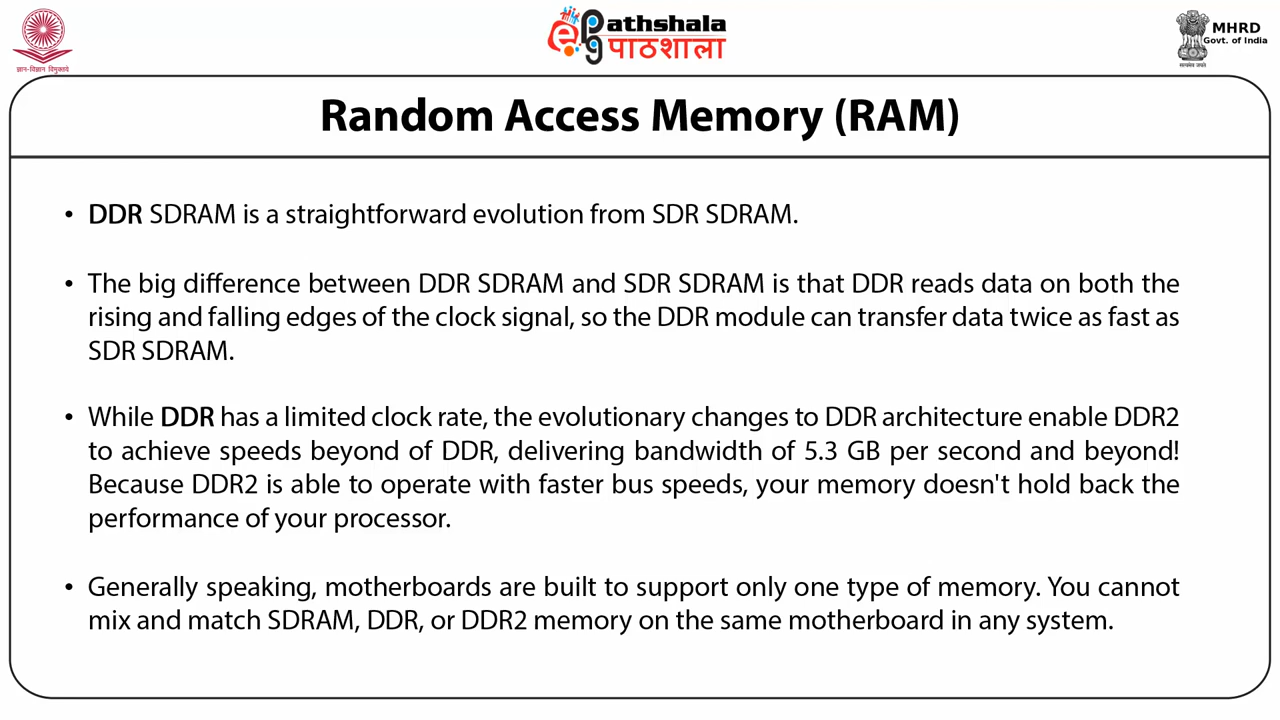 ज्ञान-विज्ञान विमुक्तये
ePathshala
पाठशाला
MHRD
Govt. of India
सत्यमेव जयते
Random Access Memory (RAM)
• DDR SDRAM is a straightforward evolution from SDR SDRAM.
• The big difference between DDR SDRAM and SDR SDRAM is that DDR reads data on both the
rising and falling edges of the clock signal, so the DDR module can transfer data twice as fast as
SDR SDRAM.
• While DDR has a limited clock rate, the evolutionary changes to DDR architecture enable DDR2
to achieve speeds beyond of DDR, delivering bandwidth of 5.3 GB per second and beyond!
Because DDR2 is able to operate with faster bus speeds, your memory doesn't hold back the
performance of your processor.
• Generally speaking, motherboards are built to support only one type of memory. You cannot
mix and match SDRAM, DDR, or DDR2 memory on the same motherboard in any system.